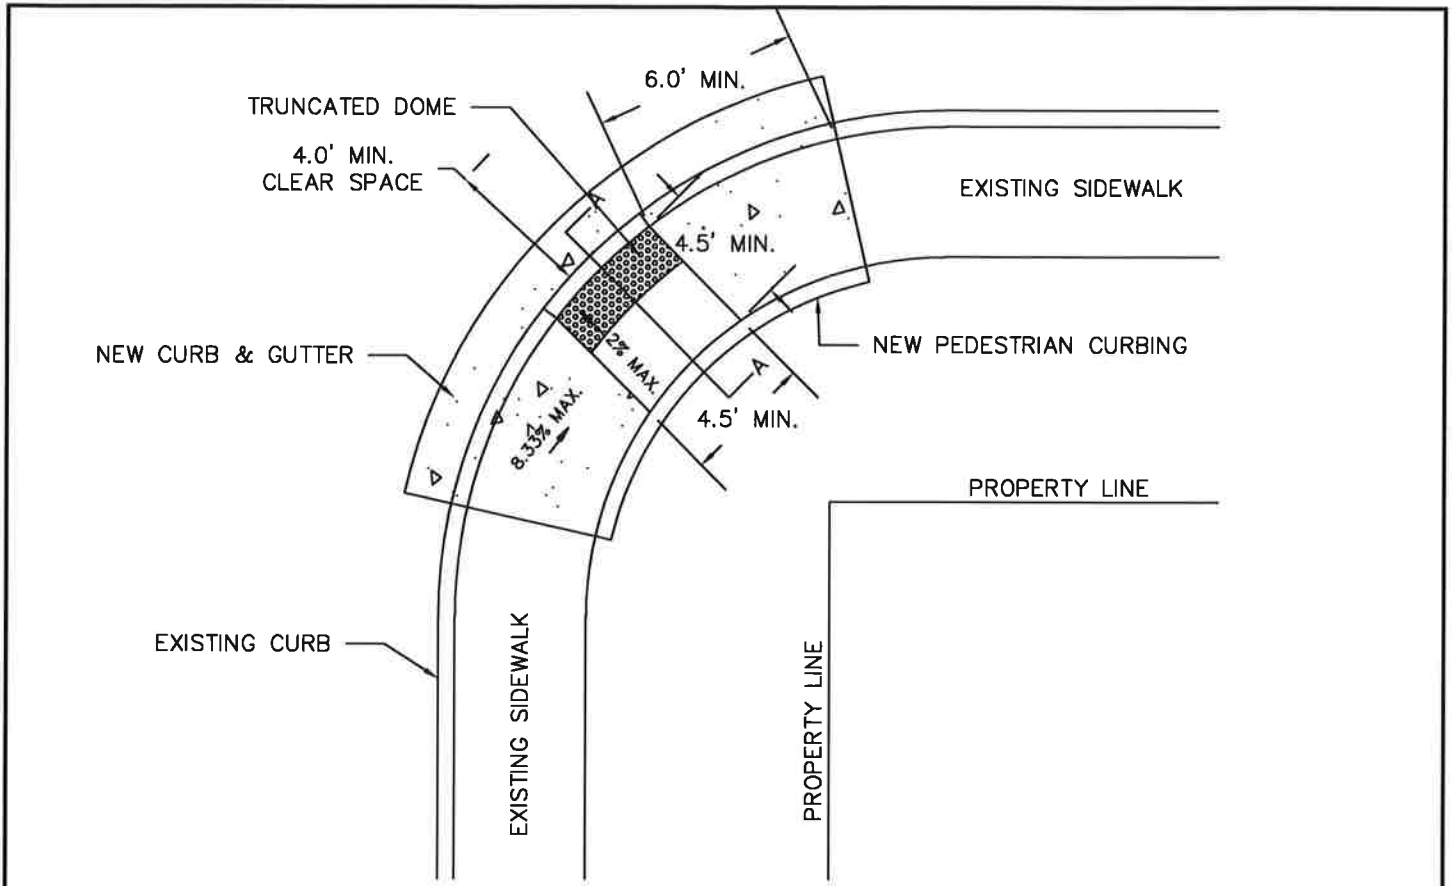 6.0' MIN.
TRUNCATED DOME
4.0' MIN.
CLEAR SPACE
EXISTING SIDEWALK
A
4.5' MIN.
NEW CURB & GUTTER
2% MAX.
NEW PEDESTRIAN CURBING
A
4.5' MIN.
8.33% MAX.
PROPERTY LINE
EXISTING CURB
EXISTING SIDEWALK
PROPERTY LINE